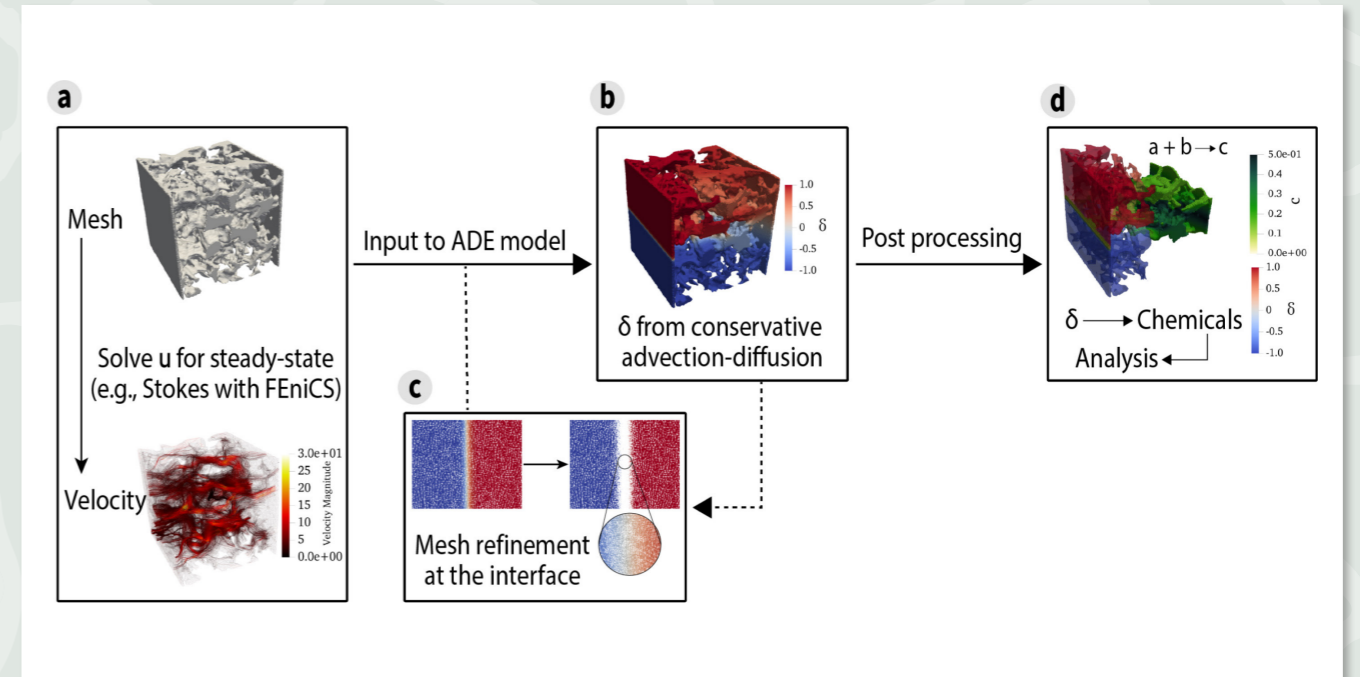 a
Mesh
Solve u for steady-state
(e.g., Stokes with FEniCS)
Velocity
3.0e+01
25
20
15
10
5
0.0e+00
Velocity Magnitude
Input to ADE model
b
1.0
0.5
0
-0.5
-1.0
δ
δ from conservative
advection-diffusion
c
Mesh refinement
at the interface
Post processing
d
a + b→c
5.0e-01
0.4
0.3
0.2
0.1
0.0e+00
c
1.0
0.5
0
-0.5
-1.0
δ
δ → Chemicals
Analysis